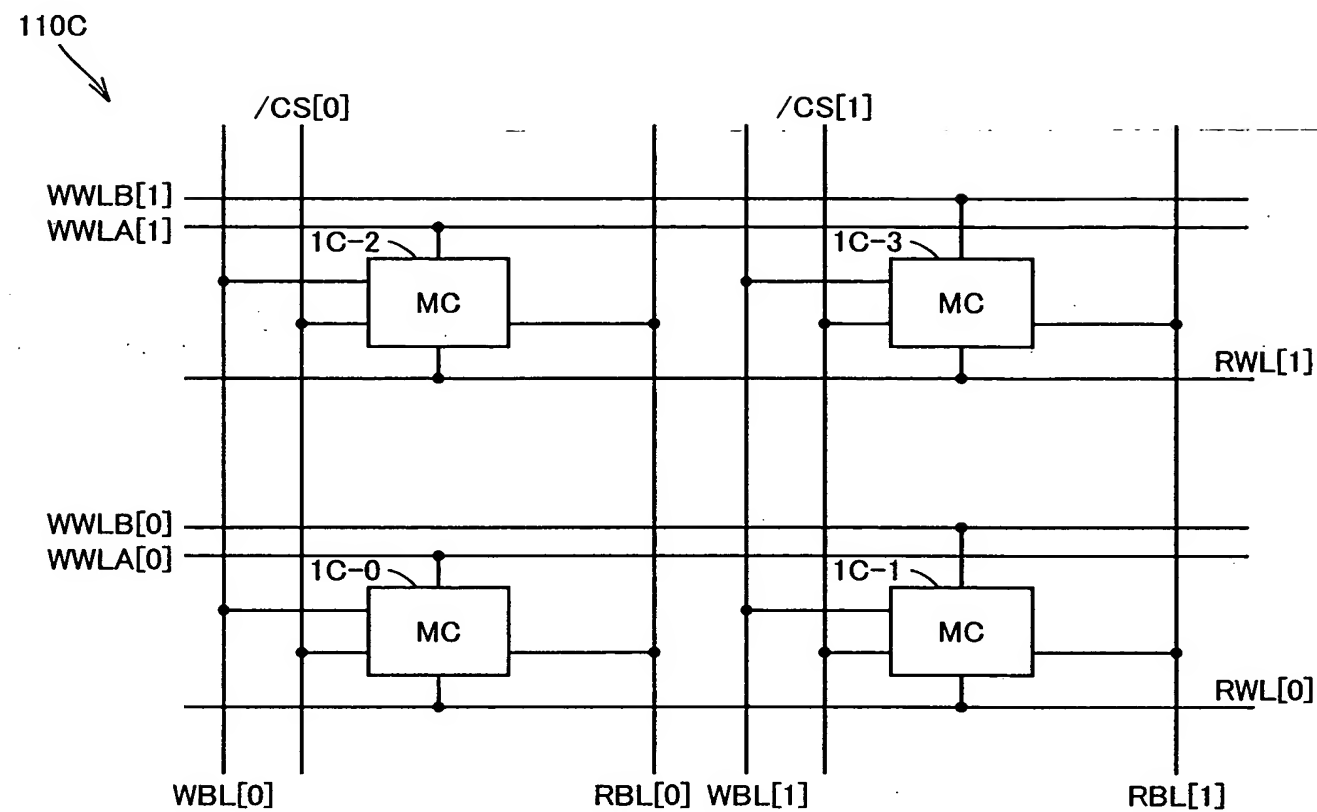 110C
/CS[0] /CS[1]
WWLB[1]
WWLA[1]
1C-2 1C-3
MC MC
RWL[1]
WWLB[0]
WWLA[0]
1C-0 1C-1
MC MC
RWL[0]
WBL[0] RBL[0] WBL[1] RBL[1]